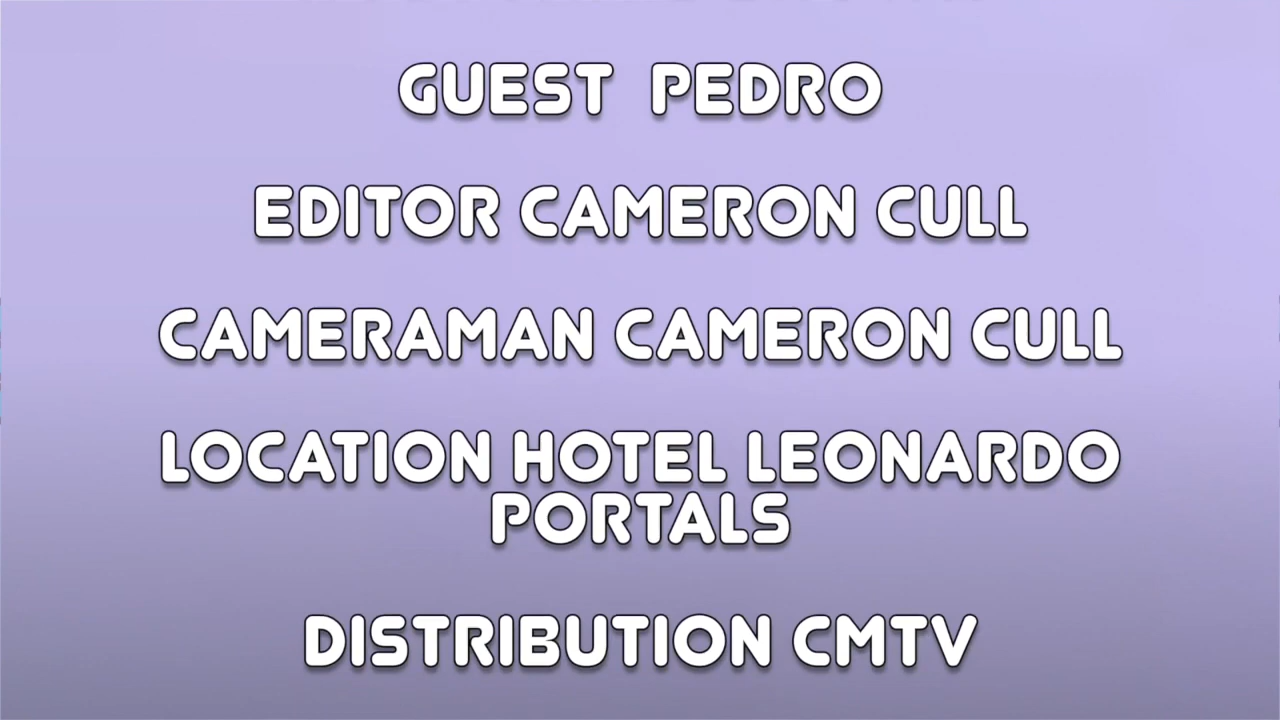 GUEST  PEDRO
EDITOR CAMERON CULL
CAMERAMAN CAMERON CULL
LOCATION HOTEL LEONARDO
PORTALS
DISTRIBUTION CMTV